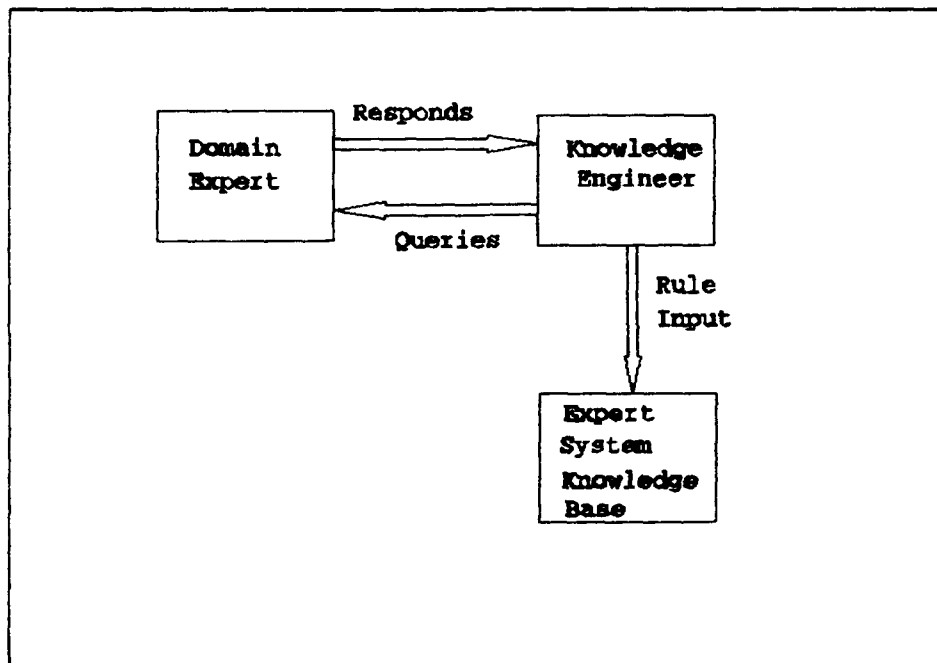 Responds
Domain
Expert
Knowledge
Engineer
Queries
Rule
Input
Expert
System
Knowledge
Base